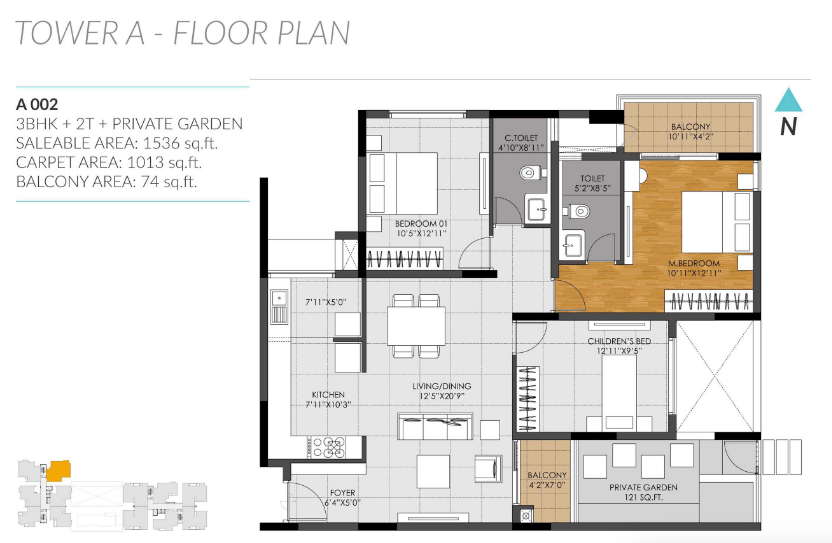 TOWER A - FLOOR PLAN
A 002
3BHK + 2T + PRIVATE GARDEN
SALEABLE AREA: 1536 sq.ft.
CARPET AREA: 1013 sq.ft.
BALCONY AREA: 74 sq.ft.
N
BALCONY
10'11"X4'2"
C.TOILET
4'10"X8'11"
TOILET
5'2"X8'5"
BEDROOM 01
10'5"X12'11"
M.BEDROOM
10'11"X12'11"
7'11"X5'0"
CHILDREN'S BED
12'11"X9'5"
KITCHEN
7'11"X10'3"
LIVING/DINING
12'5"X20'9"
FOYER
6'4"X5'0"
BALCONY
4'2"X7'0"
PRIVATE GARDEN
121 SQ.FT.